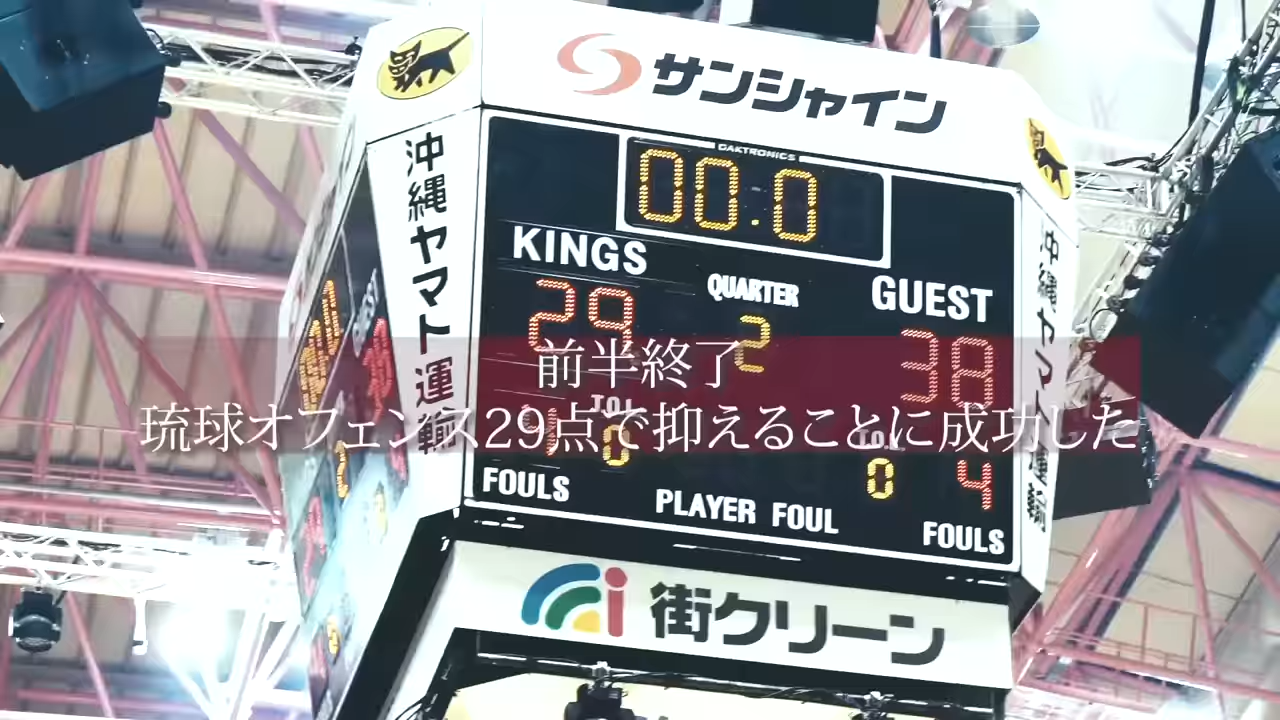 サンシャイン
沖縄ヤマト運輸
DAKTRONICS
00:0
KINGS
QUARTER
GUEST
29
2
38
前半終了
琉球オフェンス29点で抑えることに成功した
T.O.L
0
T.O.L
0
4
FOULS
PLAYER FOUL
FOULS
街クリーン
沖縄ヤマト運輸